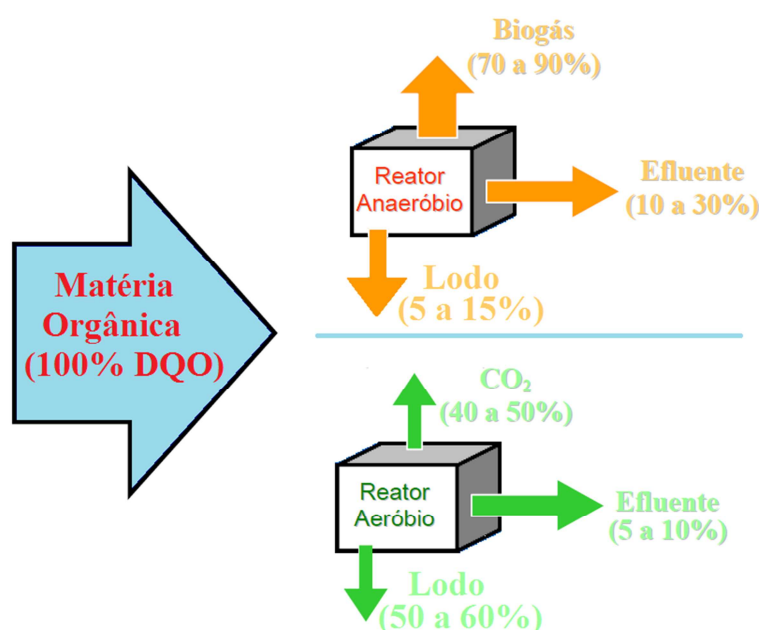 Matéria
Orgânica
(100% DQO)
Biogás
(70 a 90%)
Reator
Anaeróbio
Efluente
(10 a 30%)
Lodo
(5 a 15%)
CO₂
(40 a 50%)
Reator
Aeróbio
Efluente
(5 a 10%)
Lodo
(50 a 60%)